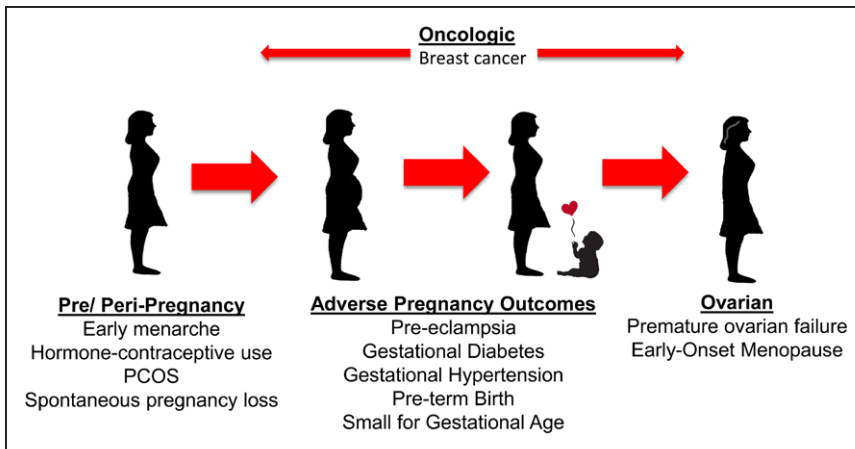 Oncologic
Breast cancer
Pre/ Peri-Pregnancy
Early menarche
Hormone-contraceptive use
PCOS
Spontaneous pregnancy loss
Adverse Pregnancy Outcomes
Pre-eclampsia
Gestational Diabetes
Gestational Hypertension
Pre-term Birth
Small for Gestational Age
Ovarian
Premature ovarian failure
Early-Onset Menopause